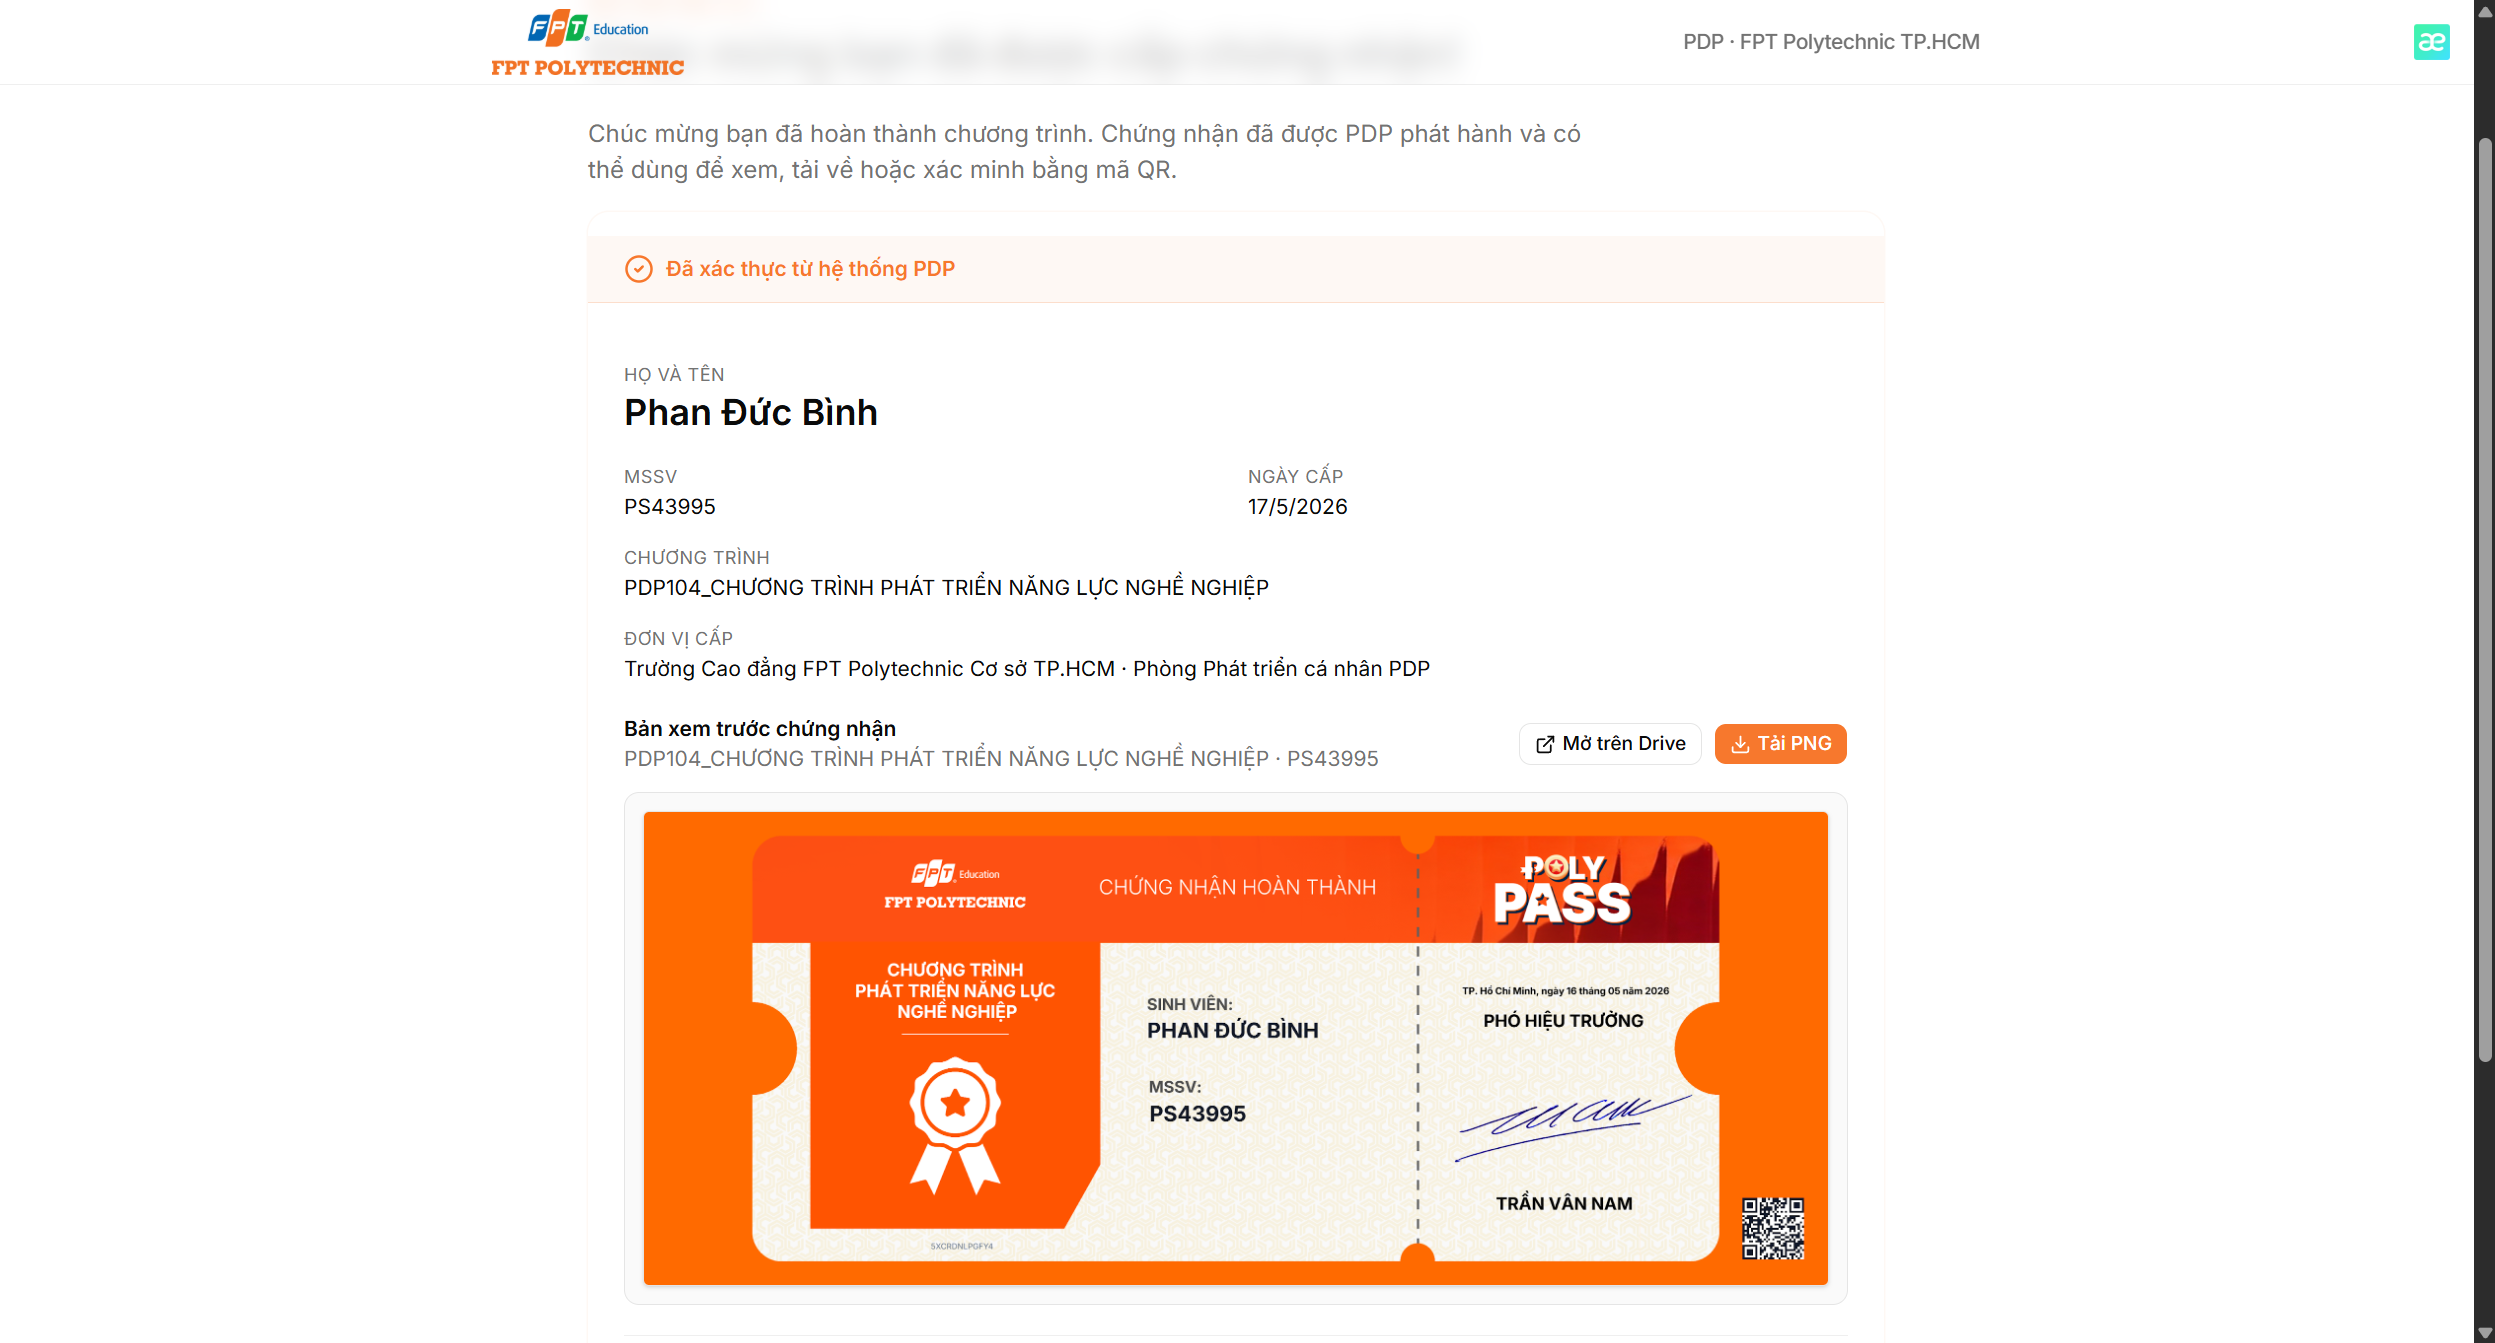 FPT Education
FPT POLYTECHNIC
PDP · FPT Polytechnic TP.HCM
æ
Chúc mừng bạn đã hoàn thành chương trình. Chứng nhận đã được PDP phát hành và có
thể dùng để xem, tải về hoặc xác minh bằng mã QR.
Đã xác thực từ hệ thống PDP
HỌ VÀ TÊN
Phan Đức Bình
MSSV
PS43995
NGÀY CẤP
17/5/2026
CHƯƠNG TRÌNH
PDP104_CHƯƠNG TRÌNH PHÁT TRIỂN NĂNG LỰC NGHỀ NGHIỆP
ĐƠN VỊ CẤP
Trường Cao đẳng FPT Polytechnic Cơ sở TP.HCM · Phòng Phát triển cá nhân PDP
Bản xem trước chứng nhận
PDP104_CHƯƠNG TRÌNH PHÁT TRIỂN NĂNG LỰC NGHỀ NGHIỆP · PS43995
Mở trên Drive
Tải PNG
FPT Education
FPT POLYTECHNIC
CHỨNG NHẬN HOÀN THÀNH
POLY
PASS
CHƯƠNG TRÌNH
PHÁT TRIỂN NĂNG LỰC
NGHỀ NGHIỆP
SINH VIÊN:
PHAN ĐỨC BÌNH
MSSV:
PS43995
5XCRDNLPGFY4
TP. Hồ Chí Minh, ngày 16 tháng 05 năm 2026
PHÓ HIỆU TRƯỞNG
TRẦN VÂN NAM